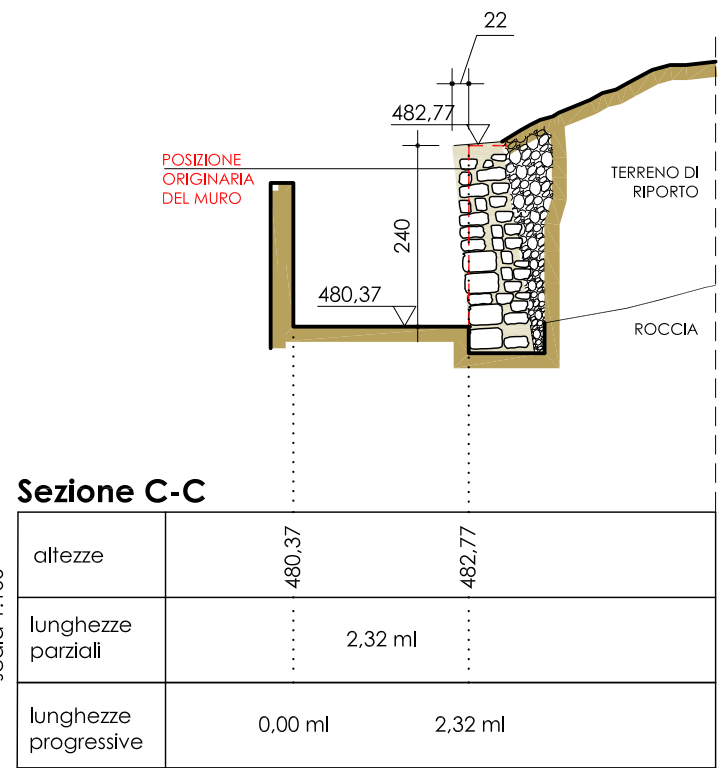 22
482,77
POSIZIONE
ORIGINARIA
DEL MURO
TERRENO DI
RIPORTO
240
480,37
ROCCIA
Sezione C-C
altezze
480,37
482,77
lunghezze
parziali
2,32 ml
lunghezze
progressive
0,00 ml
2,32 ml